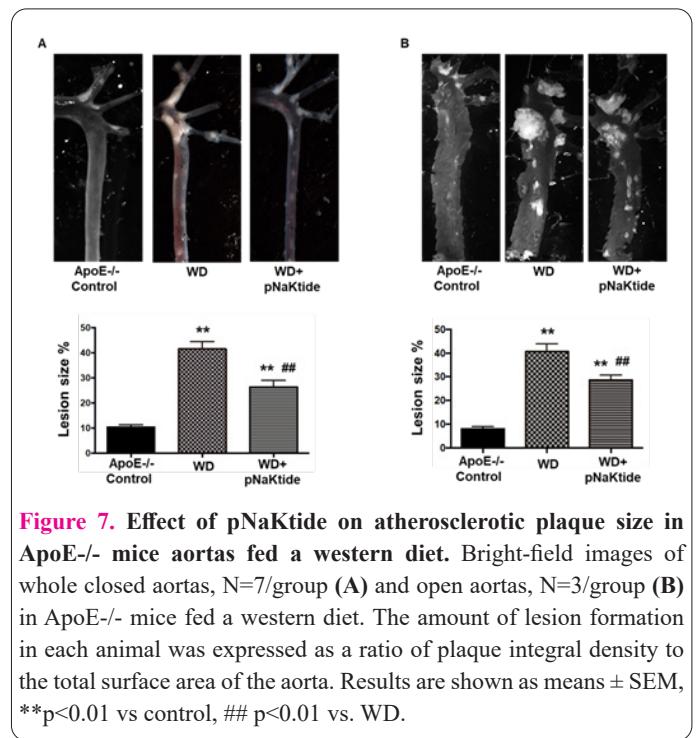 A
B
ApoE-/-
Control
WD
WD+
pNaKtide
ApoE-/-
Control
WD
WD+
pNaKtide
Lesion size %
50
40
30
20
10
0
**
** ##
ApoE-/-
Control
WD
WD+
pNaKtide
Lesion size %
50
40
30
20
10
0
**
** ##
ApoE-/-
Control
WD
WD+
pNaKtide
Figure 7. Effect of pNaKtide on atherosclerotic plaque size in
ApoE-/- mice aortas fed a western diet. Bright-field images of
whole closed aortas, N=7/group (A) and open aortas, N=3/group (B)
in ApoE-/- mice fed a western diet. The amount of lesion formation
in each animal was expressed as a ratio of plaque integral density to
the total surface area of the aorta. Results are shown as means ± SEM,
**p<0.01 vs control, ## p<0.01 vs. WD.